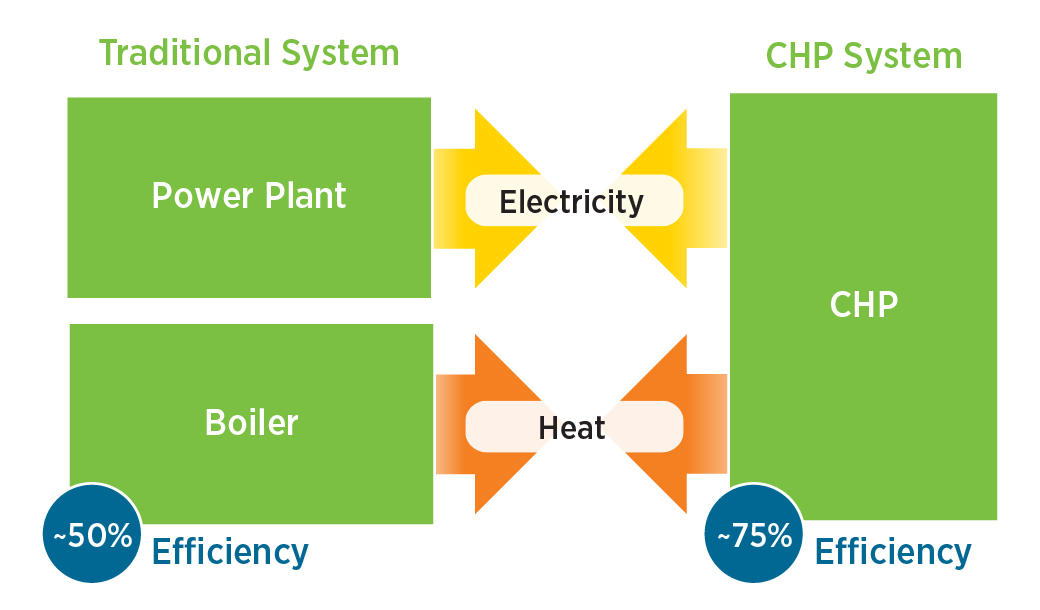 Traditional System
CHP System
Power Plant
Electricity
CHP
Boiler
Heat
~50%
Efficiency
~75%
Efficiency